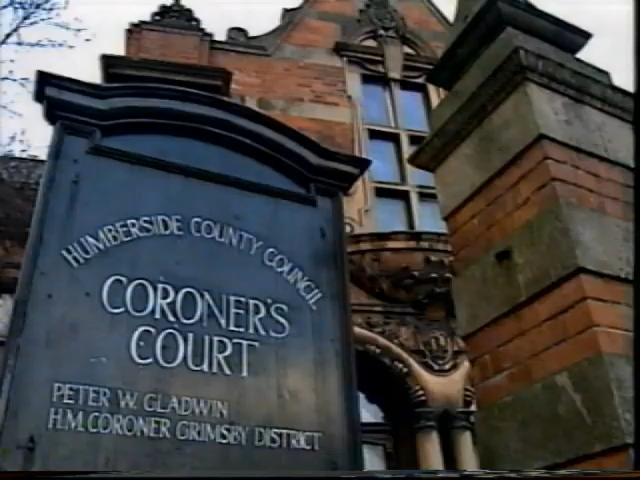 HUMBERSIDE COUNTY COUNCIL
CORONER'S
COURT
PETER W. GLADWIN
H.M. CORONER GRIMSBY DISTRICT